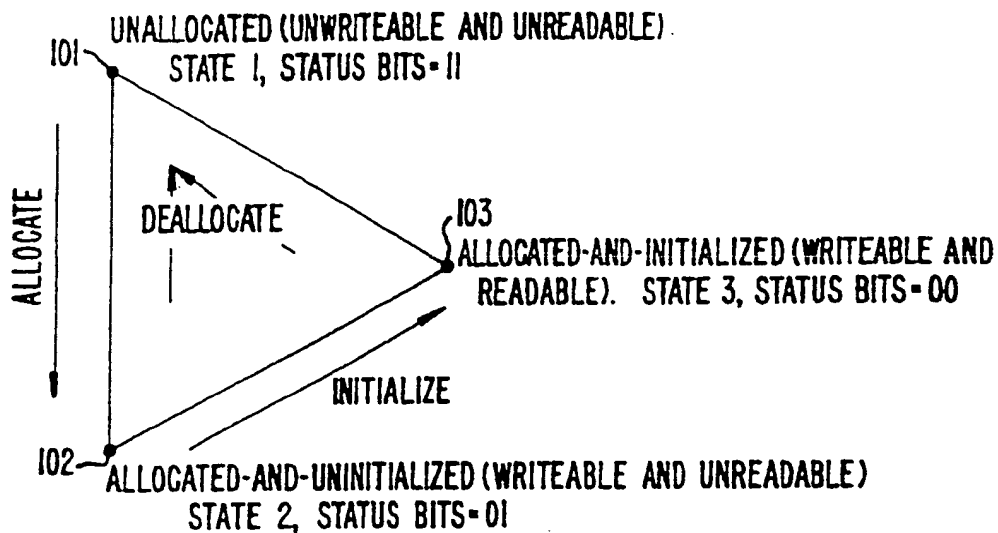 101
UNALLOCATED (UNWRITEABLE AND UNREADABLE).
STATE 1, STATUS BITS=11
ALLOCATE
DEALLOCATE
103
ALLOCATED-AND-INITIALIZED (WRITEABLE AND
READABLE). STATE 3, STATUS BITS=00
INITIALIZE
102
ALLOCATED-AND-UNINITIALIZED (WRITEABLE AND UNREADABLE)
STATE 2, STATUS BITS=01